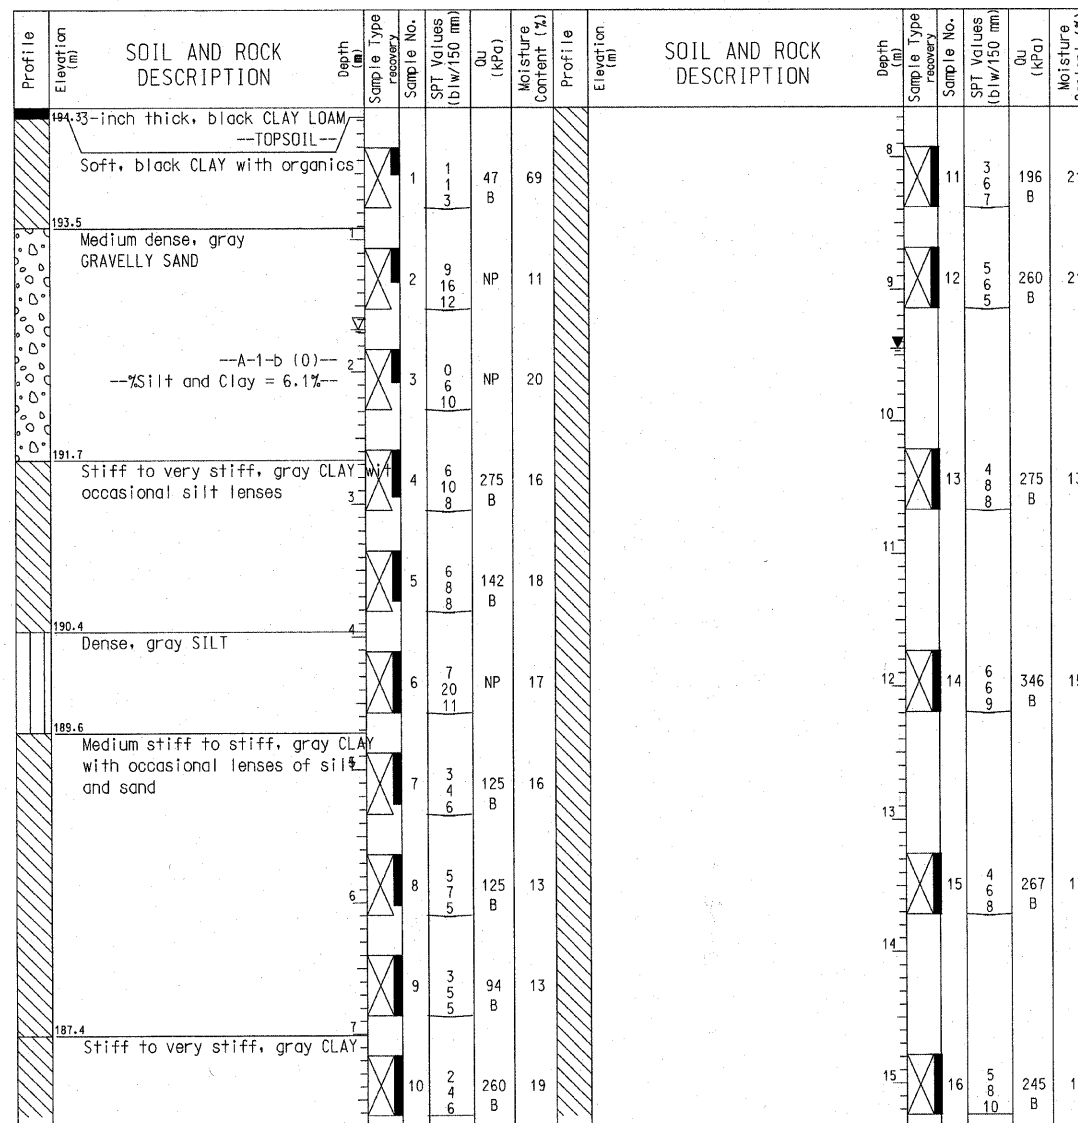 Profile
Elevation
(m)
SOIL AND ROCK
DESCRIPTION
Depth
(m)
Sample Type
recovery
Sample No.
SPT Values
(blw/150 mm)
Qu
(kPa)
Moisture
Content (%)
Profile
Elevation
(m)
SOIL AND ROCK
DESCRIPTION
Depth
(m)
Sample Type
recovery
Sample No.
SPT Values
(blw/150 mm)
Qu
(kPa)
Moisture
194.3
3-inch thick, black CLAY LOAM
--TOPSOIL--
Soft, black CLAY with organics
1
1
1
3
47
B
69
193.5
1
Medium dense, gray
GRAVELLY SAND
2
9
16
12
NP
11
--A-1-b (0)--
--%Silt and Clay = 6.1%--
2
3
0
6
10
NP
20
191.7
Stiff to very stiff, gray CLAY wit
occasional silt lenses
3
4
6
10
8
275
B
16
5
6
8
8
142
B
18
190.4
4
Dense, gray SILT
6
7
20
11
NP
17
189.6
Medium stiff to stiff, gray CLAY
with occasional lenses of silt
and sand
5
7
3
4
6
125
B
16
6
8
5
7
5
125
B
13
9
3
5
5
94
B
13
187.4
7
Stiff to very stiff, gray CLAY
10
2
4
6
260
B
19
8
11
3
6
7
196
B
9
12
5
6
5
260
B
10
13
4
8
8
275
B
11
12
14
6
6
9
346
B
13
15
4
6
8
267
B
14
15
16
5
8
10
245
B